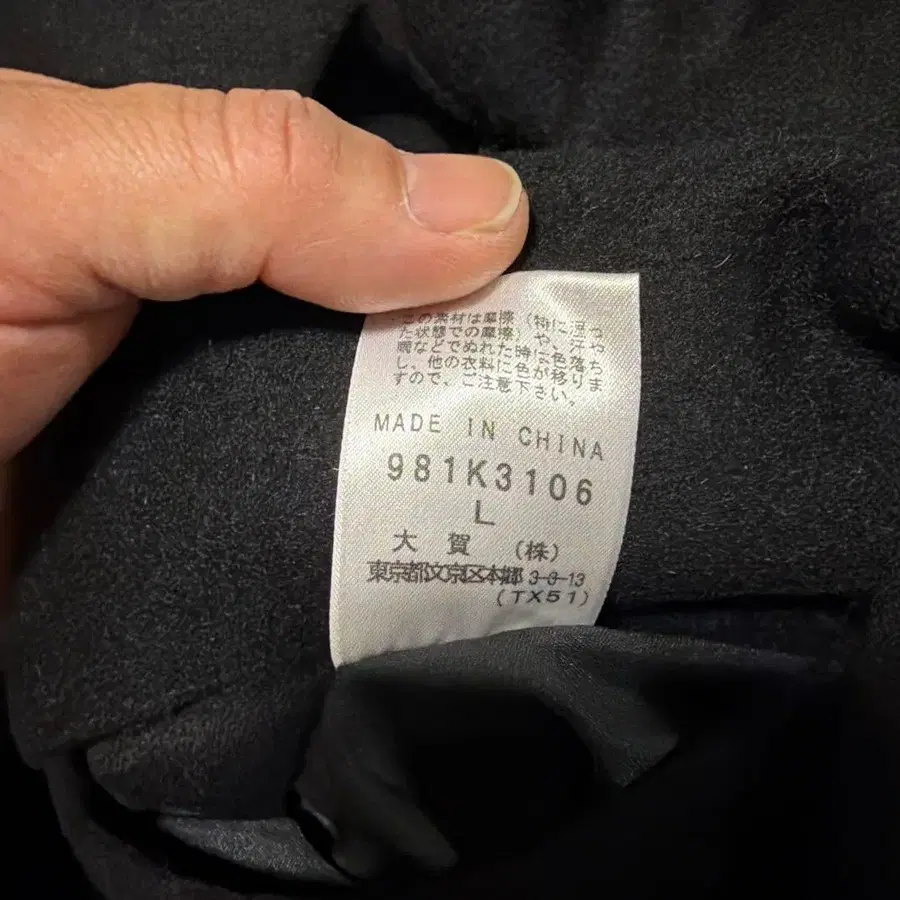 この素材は摩擦(特に湿っ
た状態での摩擦)や、汗や
雨などでぬれた時に色落ち
し、他の衣料に色が移りま
すので、ご注意下さい。
MADE IN CHINA
981K3106
L
大賀 (株)
東京都文京区本郷 3-3-13
(TX51)